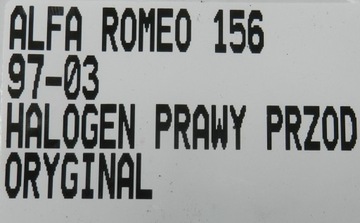 ALFA ROMEO 156
97-03
HALOGEN PRAWY PRZOD
ORYGINAL